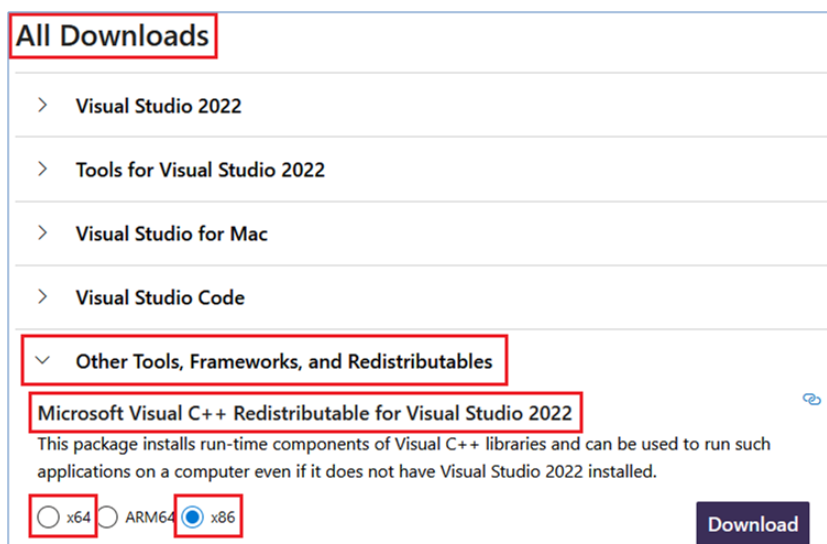 All Downloads
Visual Studio 2022
Tools for Visual Studio 2022
Visual Studio for Mac
Visual Studio Code
Other Tools, Frameworks, and Redistributables
Microsoft Visual C++ Redistributable for Visual Studio 2022
This package installs run-time components of Visual C++ libraries and can be used to run such
applications on a computer even if it does not have Visual Studio 2022 installed.
x64 ARM64 x86
Download